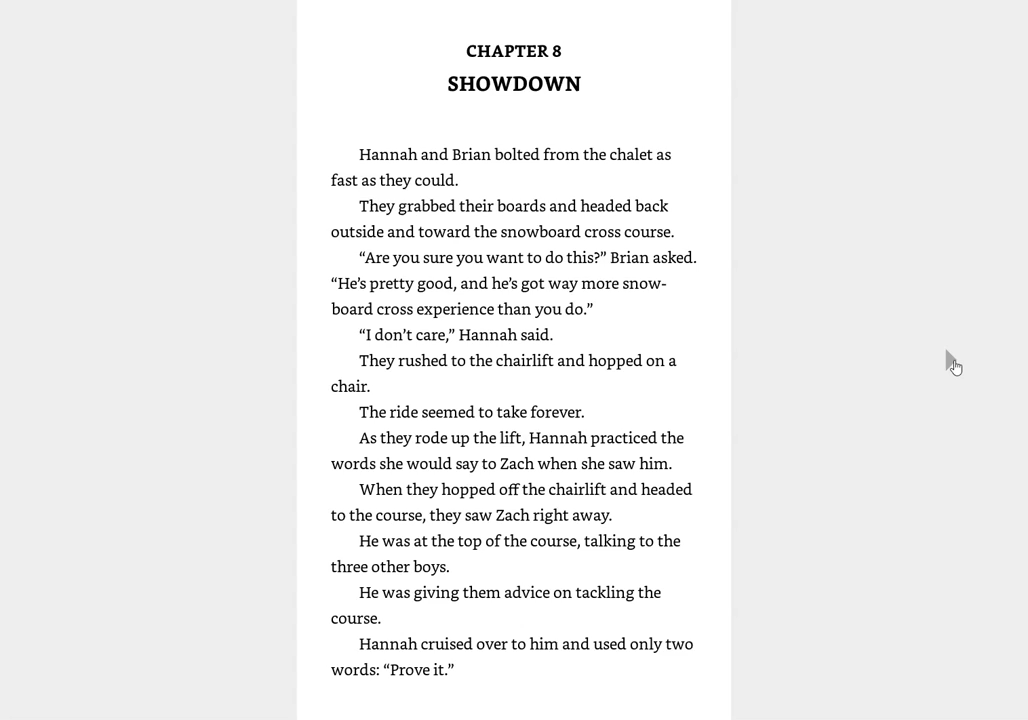 CHAPTER 8
SHOWDOWN
Hannah and Brian bolted from the chalet as
fast as they could.
They grabbed their boards and headed back
outside and toward the snowboard cross course.
“Are you sure you want to do this?” Brian asked.
“He’s pretty good, and he’s got way more snow-
board cross experience than you do.”
“I don’t care,” Hannah said.
They rushed to the chairlift and hopped on a
chair.
The ride seemed to take forever.
As they rode up the lift, Hannah practiced the
words she would say to Zach when she saw him.
When they hopped off the chairlift and headed
to the course, they saw Zach right away.
He was at the top of the course, talking to the
three other boys.
He was giving them advice on tackling the
course.
Hannah cruised over to him and used only two
words: “Prove it.”